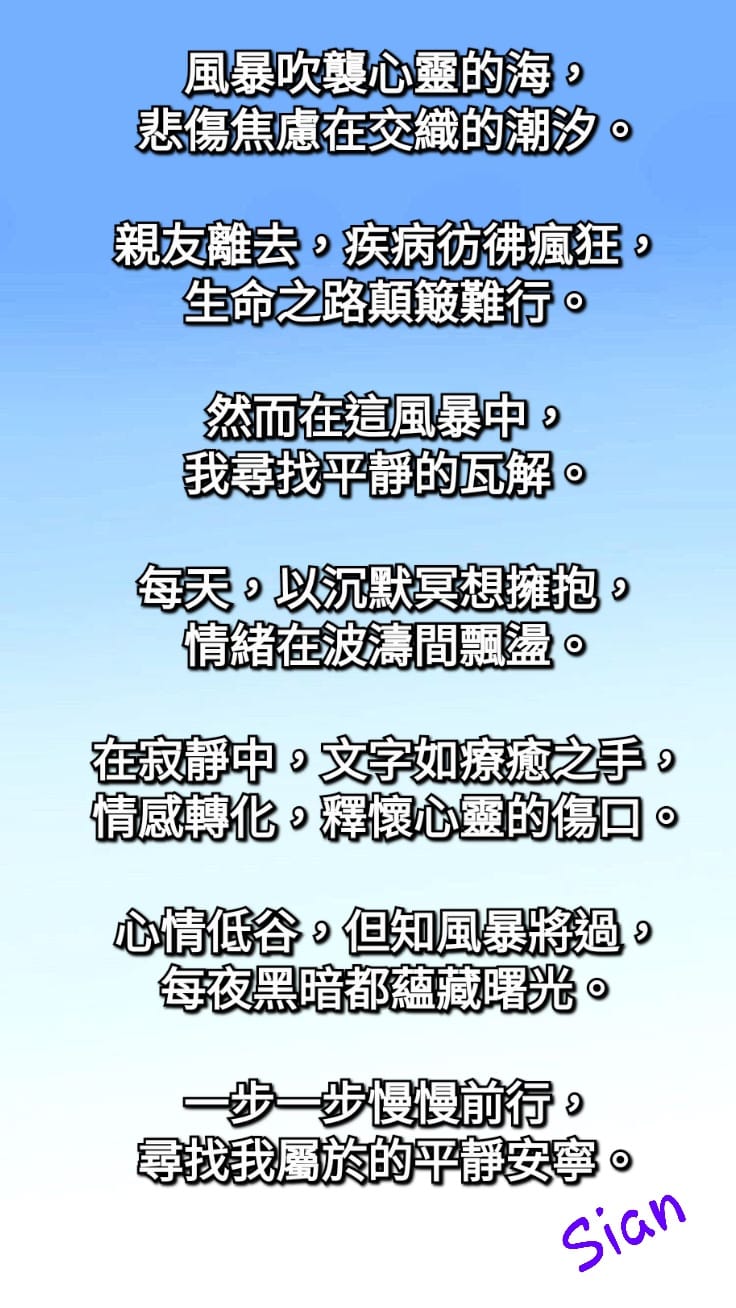 風暴吹襲心靈的海，
悲傷焦慮在交織的潮汐。
親友離去，疾病彷彿瘋狂，
生命之路顛簸難行。
然而在這風暴中，
我尋找平靜的瓦解。
每天，以沉默冥想擁抱，
情緒在波濤間飄盪。
在寂靜中，文字如療癒之手，
情感轉化，釋懷心靈的傷口。
心情低谷，但知風暴將過，
每夜黑暗都蘊藏曙光。
一步一步慢慢前行，
尋找我屬於的平靜安寧。
Sian